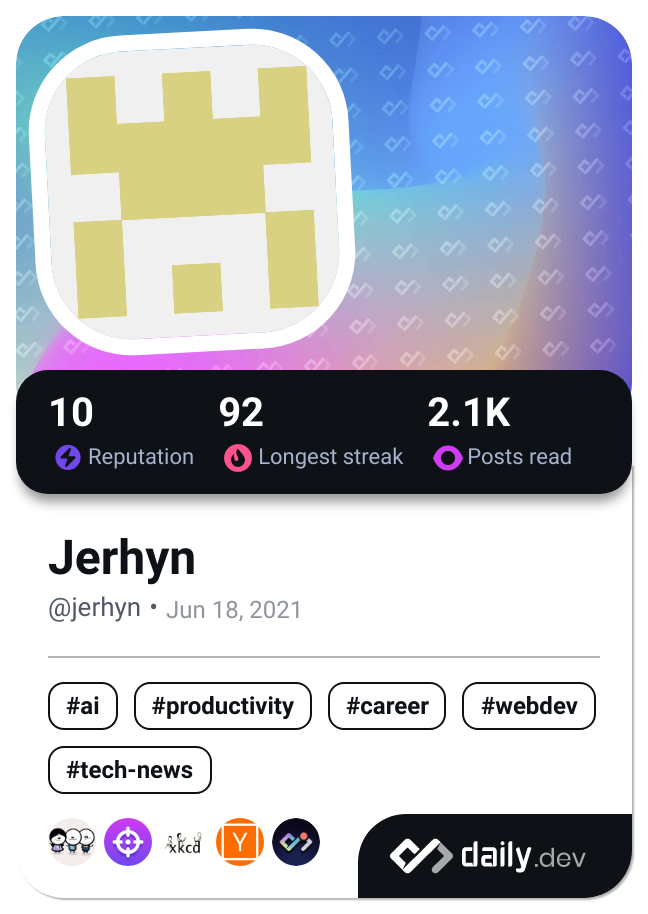 10 92 2.1K
Reputation Longest streak Posts read
Jerhyn
@jerhyn • Jun 18, 2021
#ai #productivity #career #webdev
#tech-news
xkcd Y
daily.dev